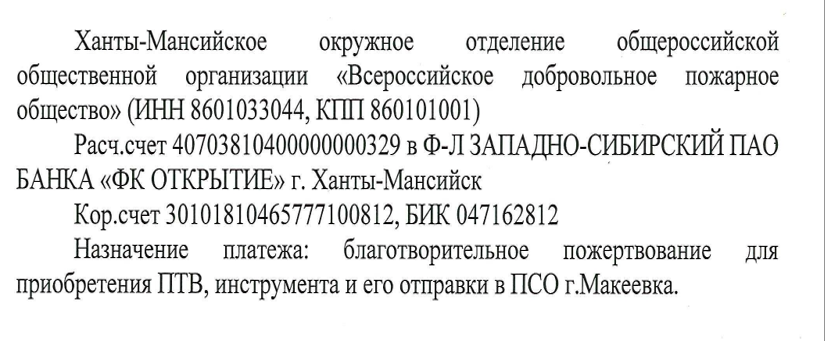 Ханты-Мансийское окружное отделение общероссийской
общественной организации «Всероссийское добровольное пожарное
общество» (ИНН 8601033044, КПП 860101001)
Расч.счет 40703810400000000329 в Ф-Л ЗАПАДНО-СИБИРСКИЙ ПАО
БАНКА «ФК ОТКРЫТИЕ» г. Ханты-Мансийск
Кор.счет 30101810465777100812, БИК 047162812
Назначение платежа: благотворительное пожертвование для
приобретения ПТВ, инструмента и его отправки в ПСО г.Макеевка.